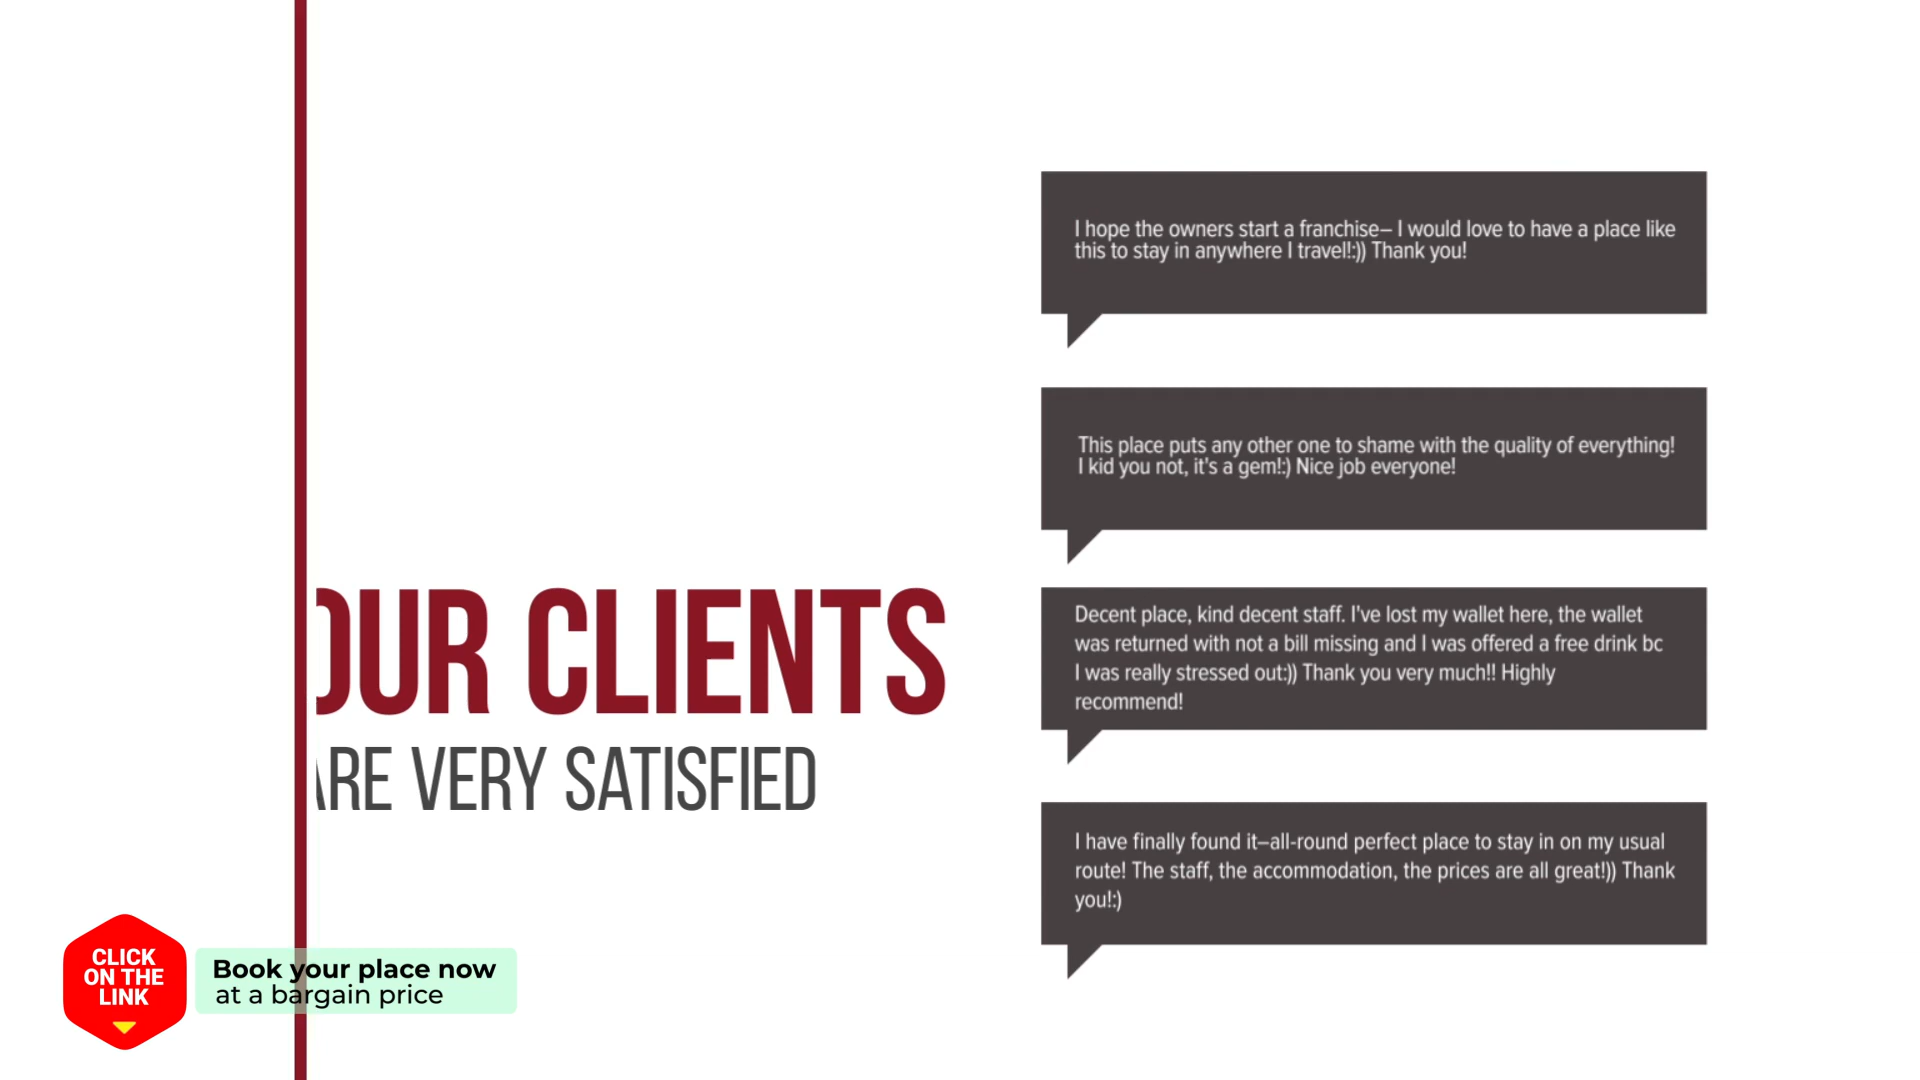 I hope the owners start a franchise– I would love to have a place like
this to stay in anywhere I travel!:)) Thank you!
This place puts any other one to shame with the quality of everything!
I kid you not, it's a gem!:) Nice job everyone!
Decent place, kind decent staff. I've lost my wallet here, the wallet
was returned with not a bill missing and I was offered a free drink bc
I was really stressed out:)) Thank you very much!! Highly
recommend!
I have finally found it–all-round perfect place to stay in on my usual
route! The staff, the accommodation, the prices are all great!)) Thank
you!:)
OUR CLIENTS
ARE VERY SATISFIED
CLICK
ON THE
LINK
Book your place now
at a bargain price